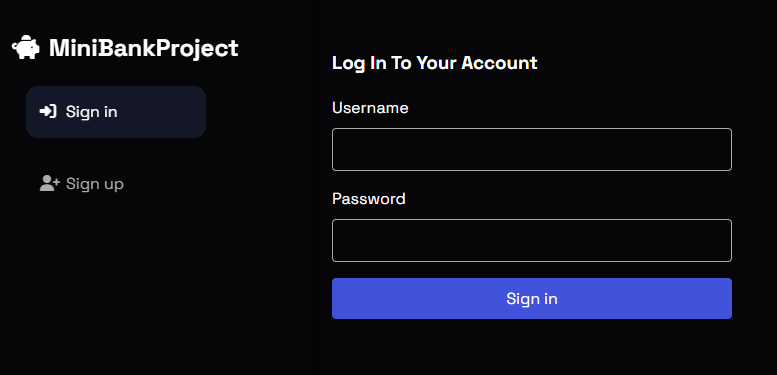 MiniBankProject
Sign in
Sign up
Log In To Your Account
Username
Password
Sign in